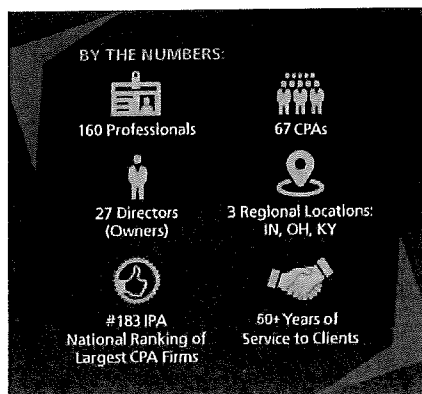 BY THE NUMBERS:
160 Professionals
67 CPAs
27 Directors
(Owners)
3 Regional Locations:
IN, OH, KY
#183 IPA
National Ranking of
Largest CPA Firms
60+ Years of
Service to Clients